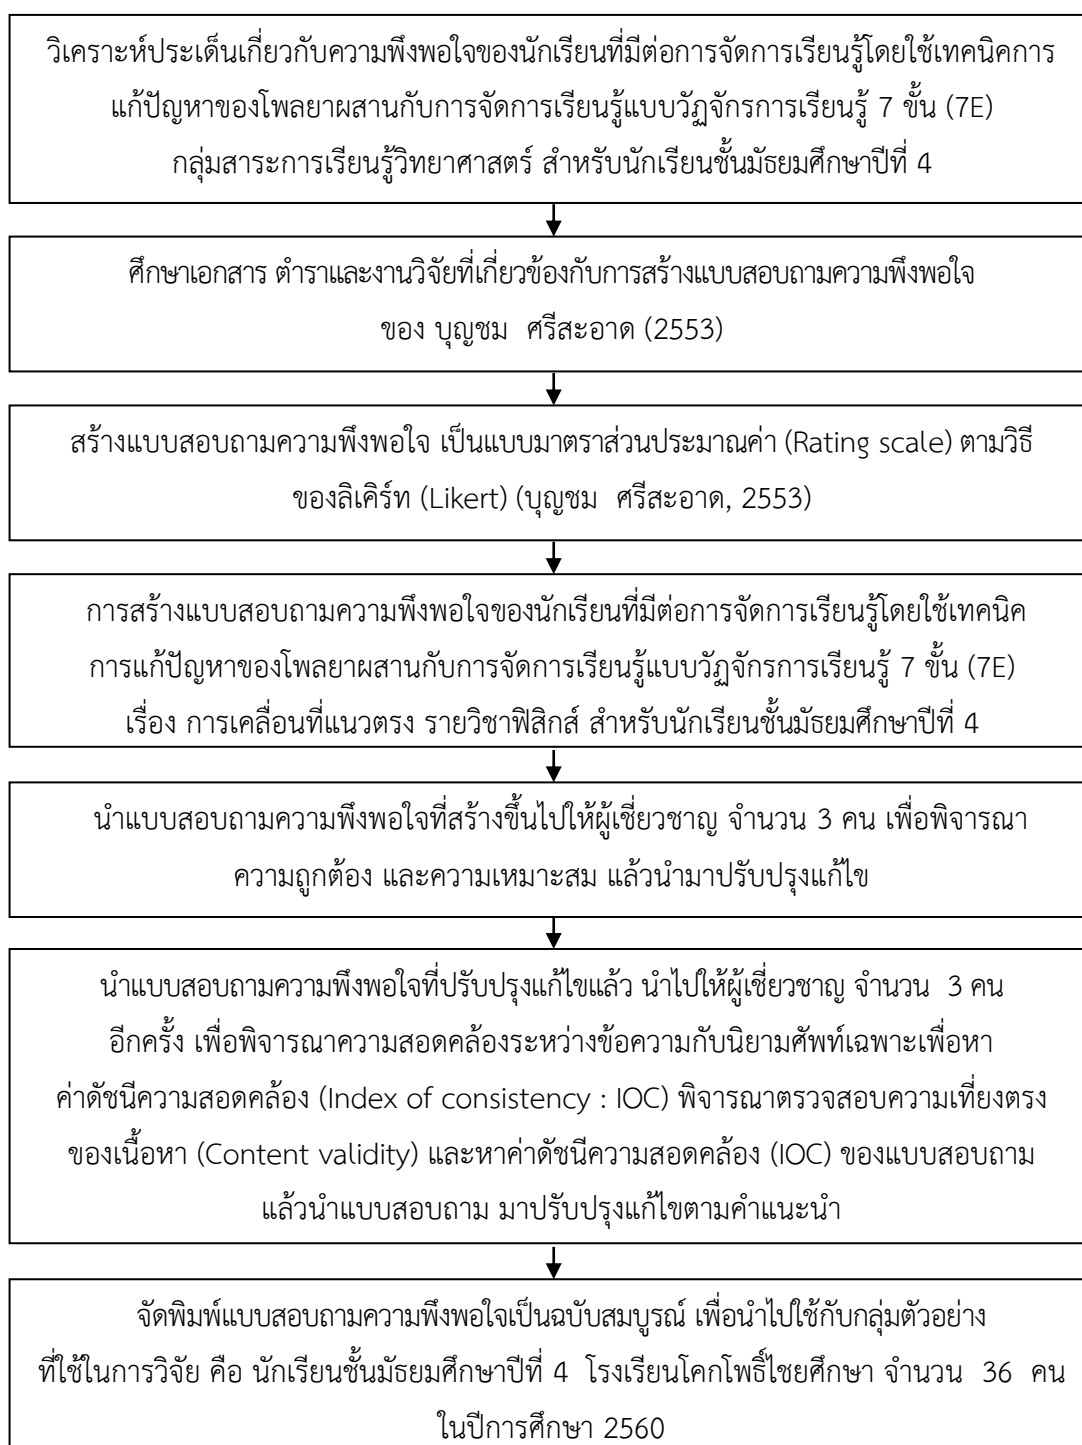 วิเคราะห์ประเด็นเกี่ยวกับความพึงพอใจของนักเรียนที่มีต่อการจัดการเรียนรู้โดยใช้เทคนิคการ
แก้ปัญหาของโพลยาผสานกับการจัดการเรียนรู้แบบวัฏจักรการเรียนรู้ 7 ขั้น (7E)
กลุ่มสาระการเรียนรู้วิทยาศาสตร์ สำหรับนักเรียนชั้นมัธยมศึกษาปีที่ 4
ศึกษาเอกสาร ตำราและงานวิจัยที่เกี่ยวข้องกับการสร้างแบบสอบถามความพึงพอใจ
ของ บุญชม ศรีสะอาด (2553)
สร้างแบบสอบถามความพึงพอใจ เป็นแบบมาตราส่วนประมาณค่า (Rating scale) ตามวิธี
ของลิเคิร์ท (Likert) (บุญชม ศรีสะอาด, 2553)
การสร้างแบบสอบถามความพึงพอใจของนักเรียนที่มีต่อการจัดการเรียนรู้โดยใช้เทคนิค
การแก้ปัญหาของโพลยาผสานกับการจัดการเรียนรู้แบบวัฏจักรการเรียนรู้ 7 ขั้น (7E)
เรื่อง การเคลื่อนที่แนวตรง รายวิชาฟิสิกส์ สำหรับนักเรียนชั้นมัธยมศึกษาปีที่ 4
นำแบบสอบถามความพึงพอใจที่สร้างขึ้นไปให้ผู้เชี่ยวชาญ จำนวน 3 คน เพื่อพิจารณา
ความถูกต้อง และความเหมาะสม แล้วนำมาปรับปรุงแก้ไข
นำแบบสอบถามความพึงพอใจที่ปรับปรุงแก้ไขแล้ว นำไปให้ผู้เชี่ยวชาญ จำนวน 3 คน
อีกครั้ง เพื่อพิจารณาความสอดคล้องระหว่างข้อความกับนิยามศัพท์เฉพาะเพื่อหา
ค่าดัชนีความสอดคล้อง (Index of consistency : IOC) พิจารณาตรวจสอบความเที่ยงตรง
ของเนื้อหา (Content validity) และหาค่าดัชนีความสอดคล้อง (IOC) ของแบบสอบถาม
แล้วนำแบบสอบถาม มาปรับปรุงแก้ไขตามคำแนะนำ
จัดพิมพ์แบบสอบถามความพึงพอใจเป็นฉบับสมบูรณ์ เพื่อนำไปใช้กับกลุ่มตัวอย่าง
ที่ใช้ในการวิจัย คือ นักเรียนชั้นมัธยมศึกษาปีที่ 4 โรงเรียนโคกโพธิ์ไชยศึกษา จำนวน 36 คน
ในปีการศึกษา 2560